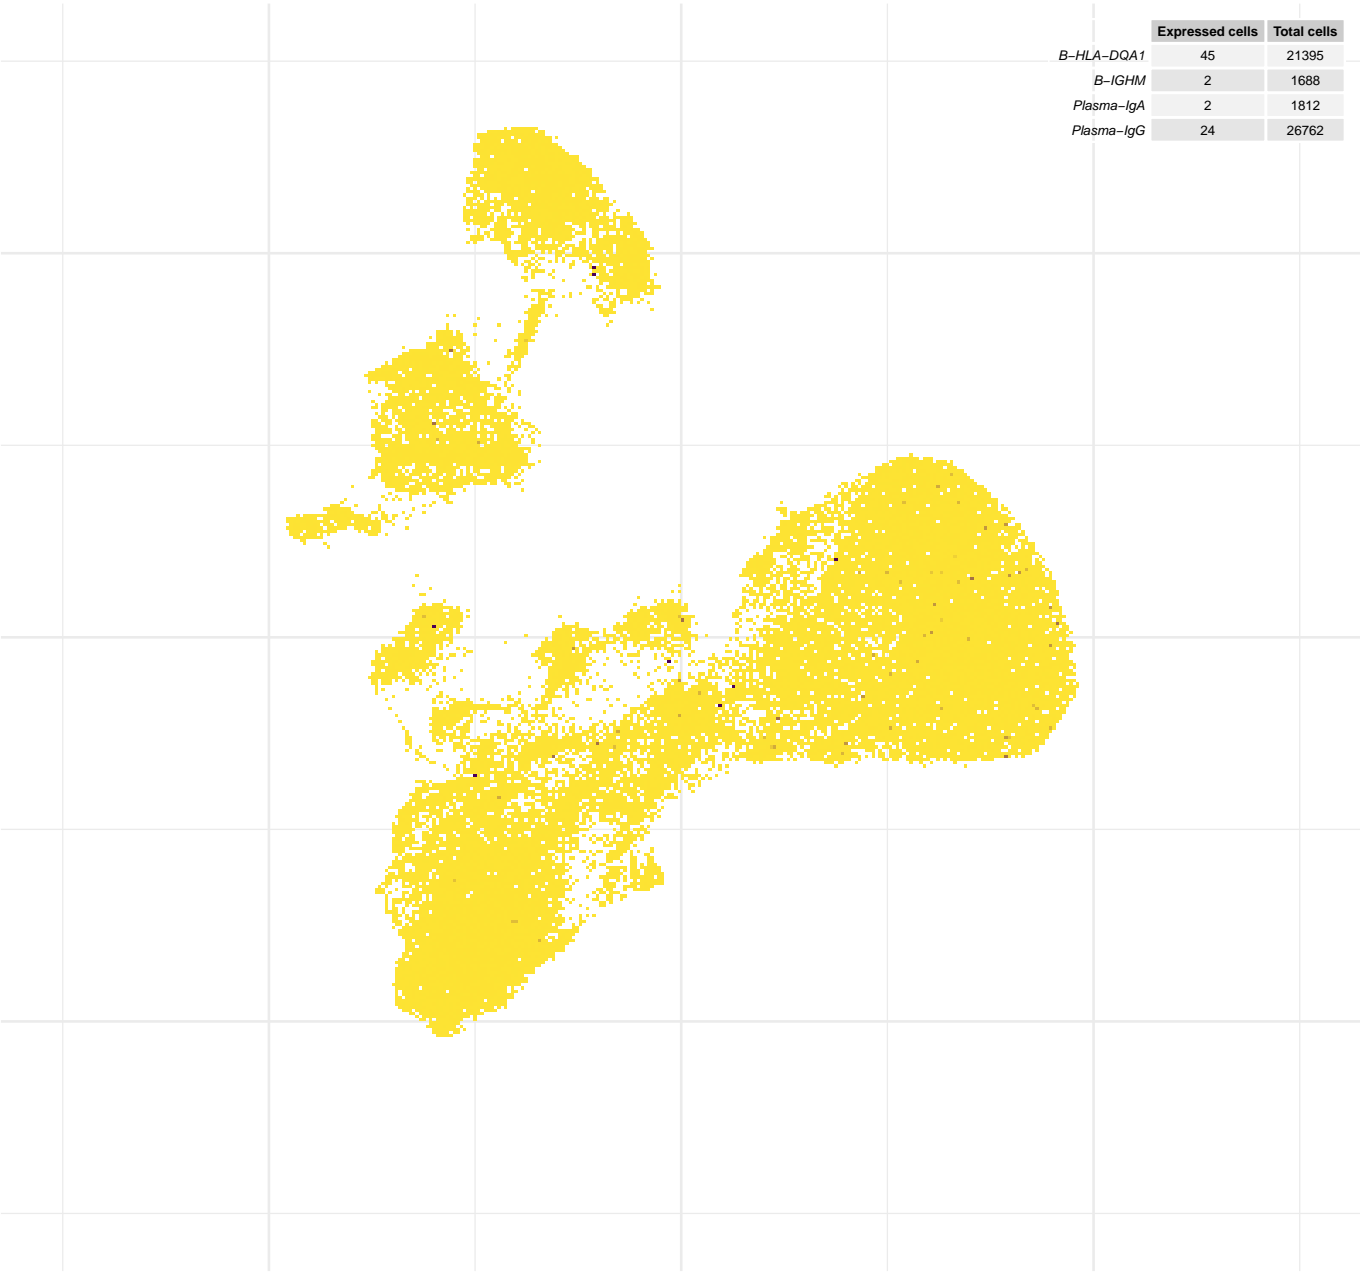 Expressed cells Total cells
B−HLA−DQA1 45 21395
B−IGHM 2 1688
Plasma−IgA 2 1812
Plasma−IgG 24 26762